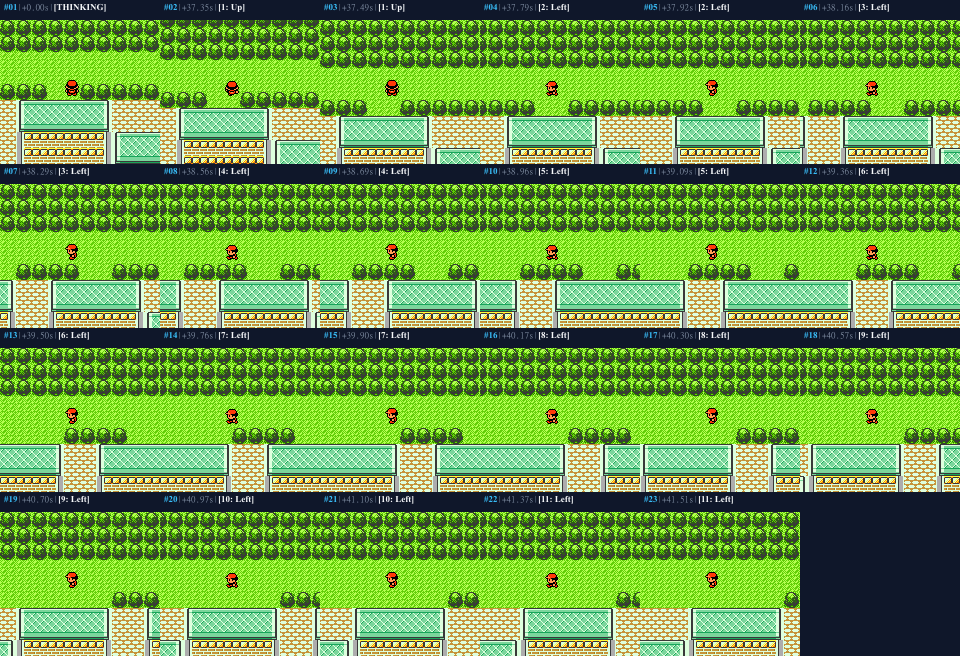 #01|+0.00s|[THINKING]
#02|+37.35s|[1: Up]
#03|+37.49s|[1: Up]
#04|+37.79s|[2: Left]
#05|+37.92s|[2: Left]
#06|+38.16s|[3: Left]
#07|+38.29s|[3: Left]
#08|+38.56s|[4: Left]
#09|+38.69s|[4: Left]
#10|+38.96s|[5: Left]
#11|+39.09s|[5: Left]
#12|+39.36s|[6: Left]
#13|+39.50s|[6: Left]
#14|+39.76s|[7: Left]
#15|+39.90s|[7: Left]
#16|+40.17s|[8: Left]
#17|+40.30s|[8: Left]
#18|+40.57s|[9: Left]
#19|+40.70s|[9: Left]
#20|+40.97s|[10: Left]
#21|+41.10s|[10: Left]
#22|+41.37s|[11: Left]
#23|+41.51s|[11: Left]